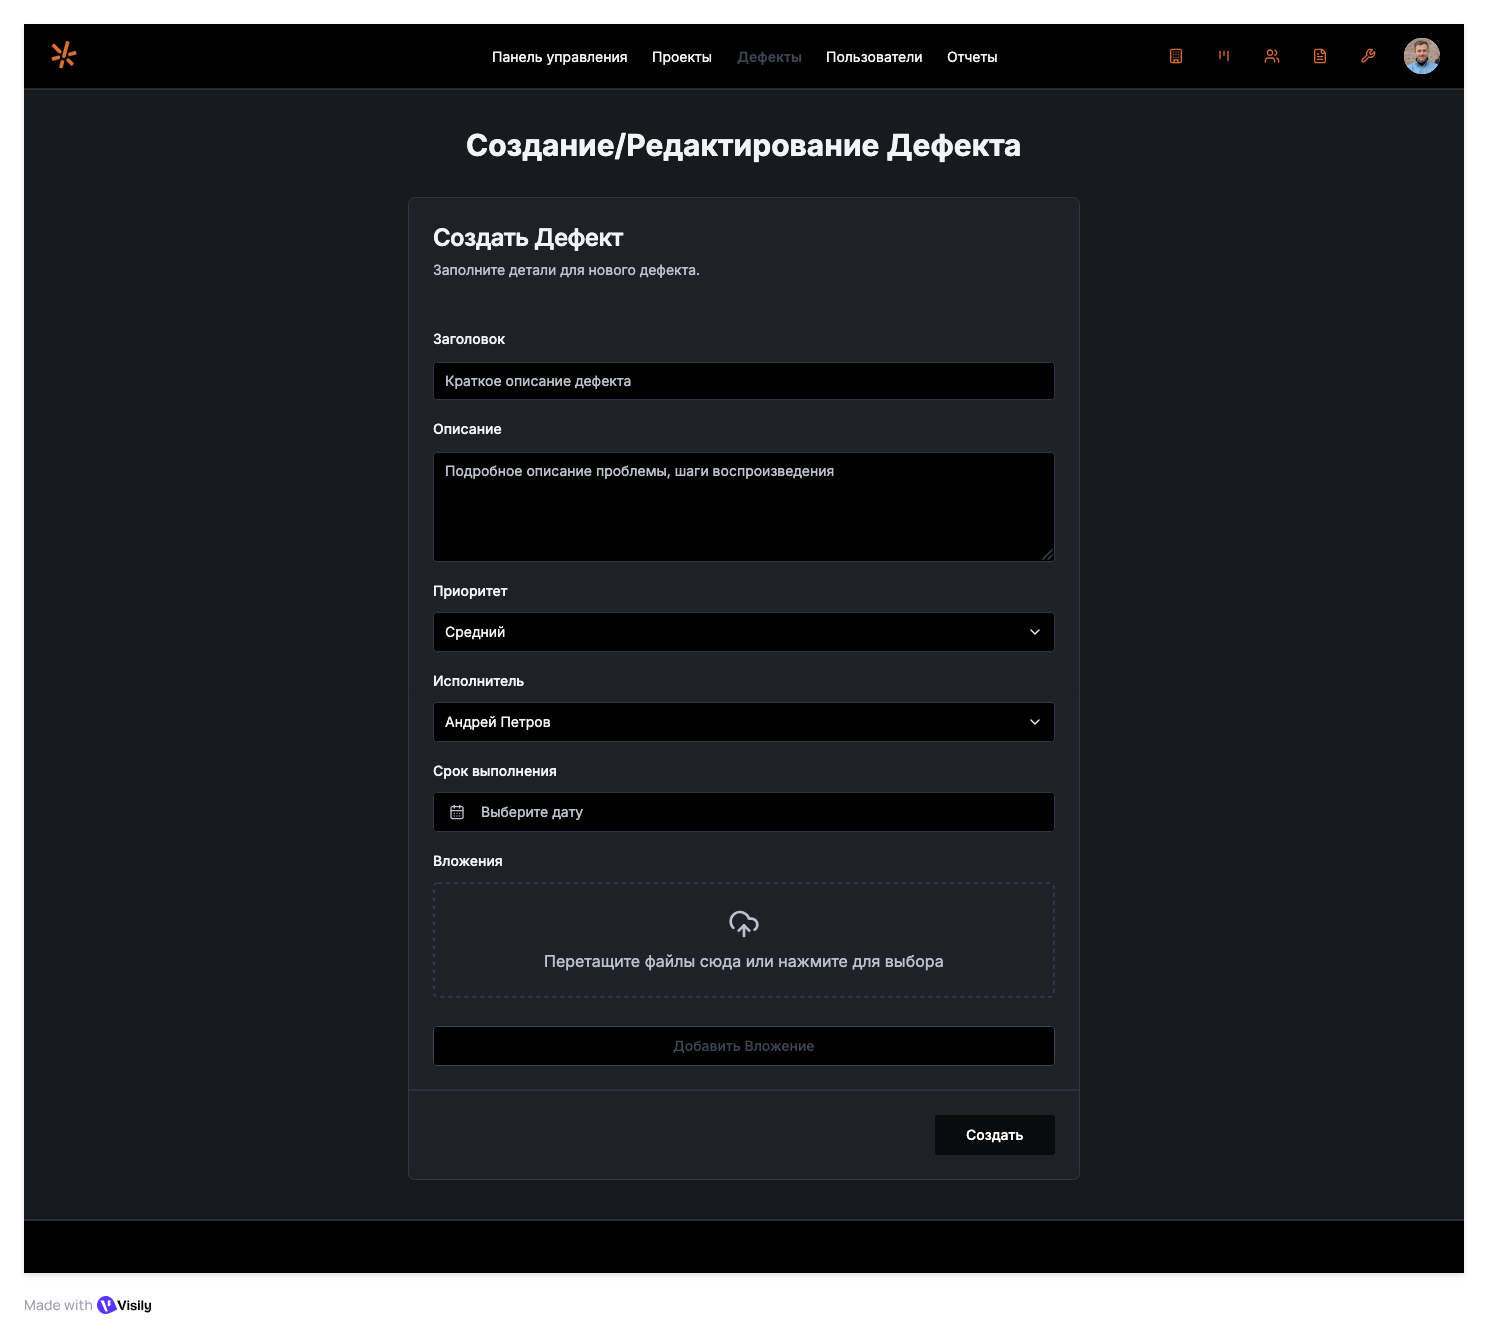 Панель управления Проекты Дефекты Пользователи Отчеты
Создание/Редактирование Дефекта
Создать Дефект
Заполните детали для нового дефекта.
Заголовок
Краткое описание дефекта
Описание
Подробное описание проблемы, шаги воспроизведения
Приоритет
Средний
Исполнитель
Андрей Петров
Срок выполнения
Выберите дату
Вложения
Перетащите файлы сюда или нажмите для выбора
Добавить Вложение
Создать
Made with Visily